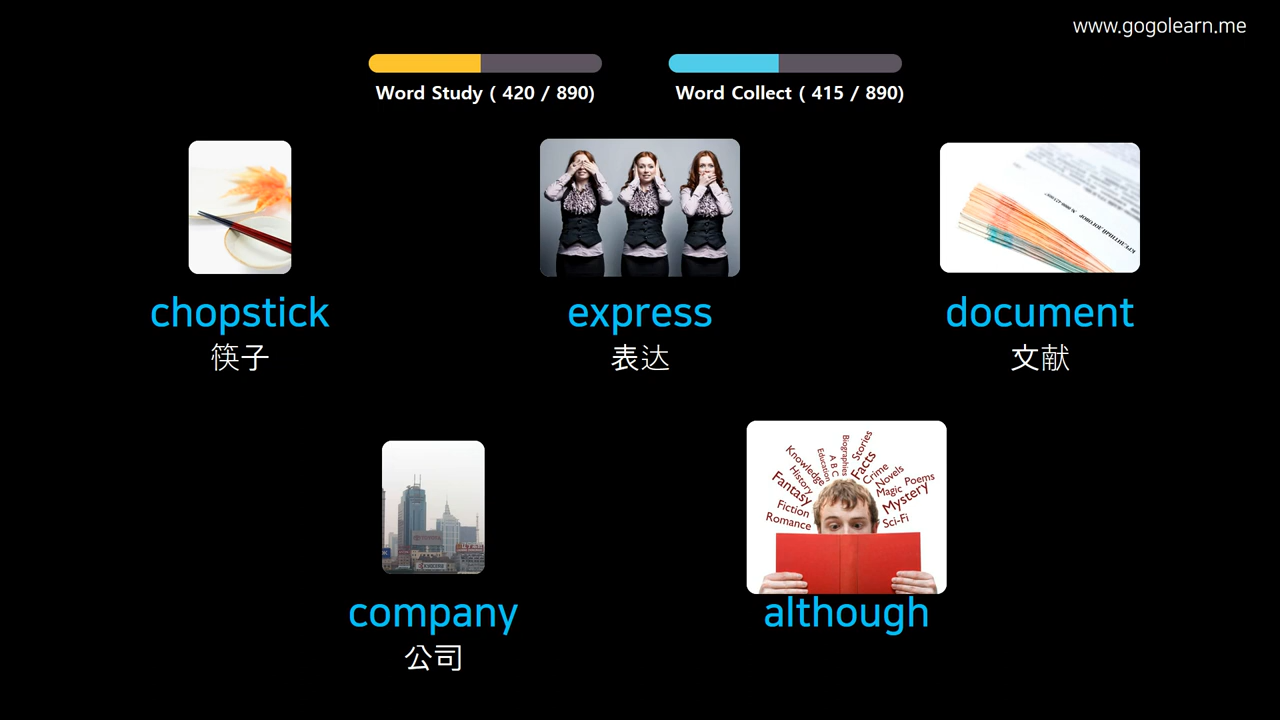 www.gogolearn.me
Word Study ( 420 / 890)
Word Collect ( 415 / 890)
chopstick
筷子
express
表达
document
文献
company
公司
Stories
Biographies
Facts
A B C
Education
Crime
Knowledge
Novels
History
Magic
Poems
Fantasy
Mystery
Fiction
Sci-Fi
Romance
although